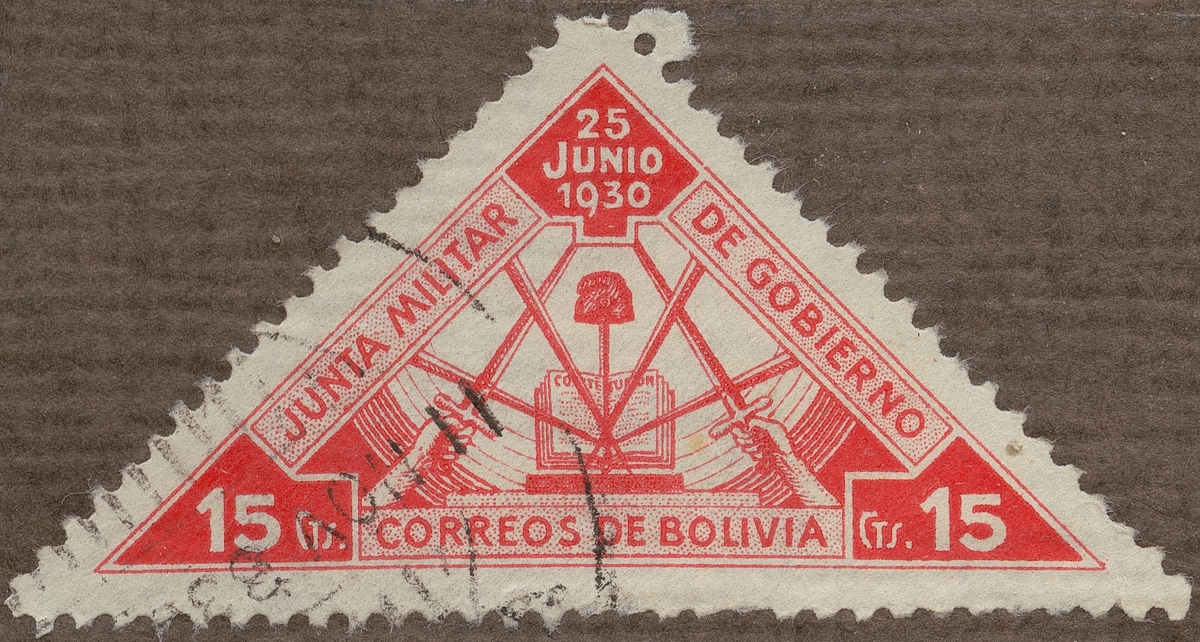 25
JUNIO
1930
JUNTA MILITAR
DE GOBIERNO
CONSTITUCION
15 Cts.
CORREOS DE BOLIVIA
Cts. 15